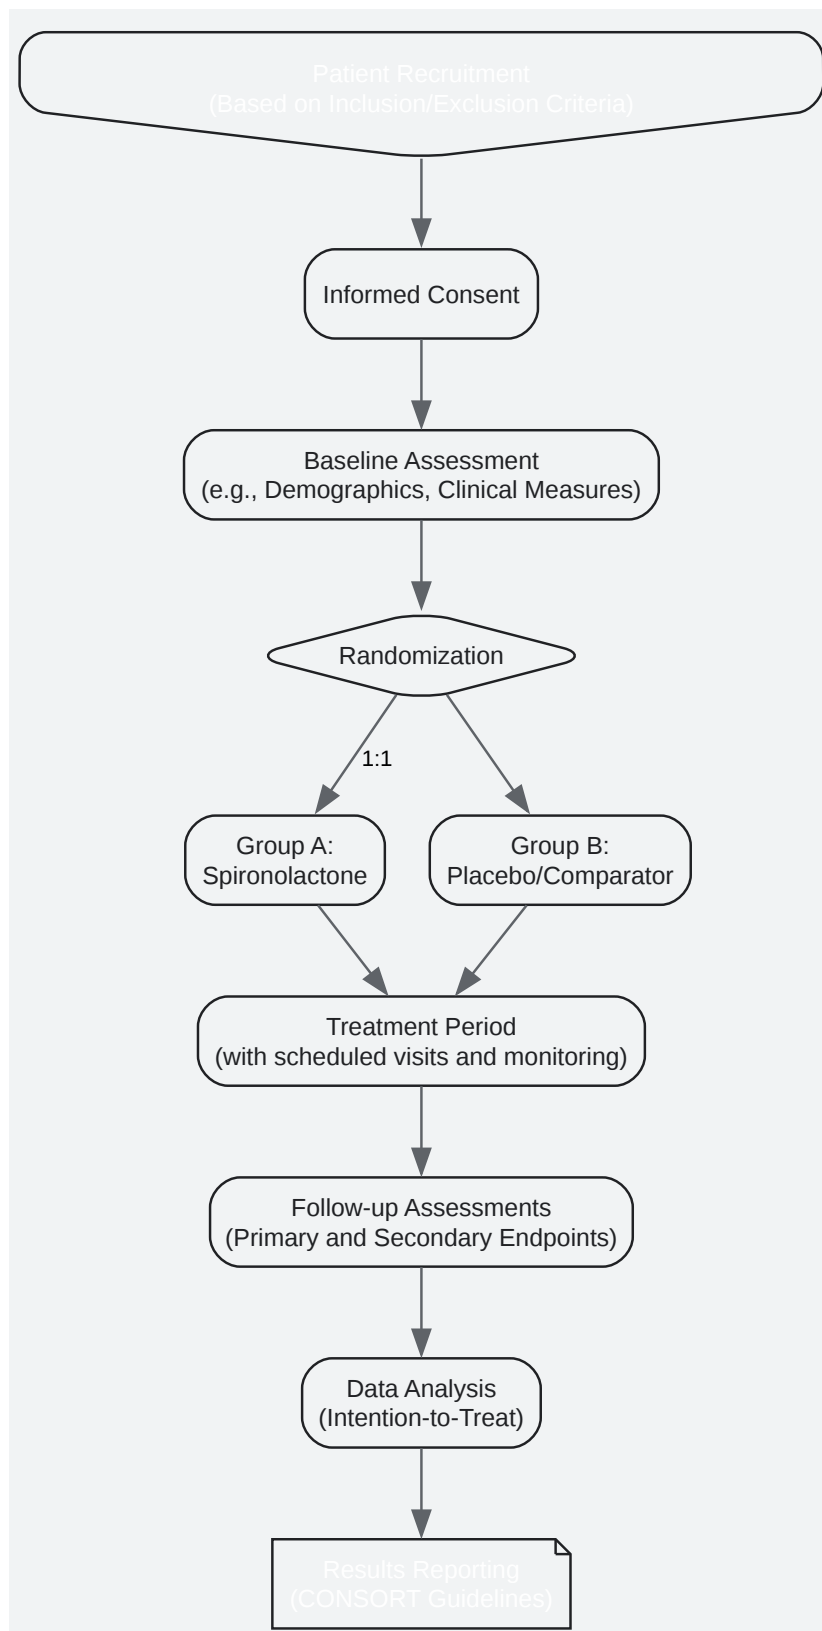 Patient Recruitment
(Based on Inclusion/Exclusion Criteria)
Informed Consent
Baseline Assessment
(e.g., Demographics, Clinical Measures)
Randomization
1:1
Group A:
Spironolactone
Group B:
Placebo/Comparator
Treatment Period
(with scheduled visits and monitoring)
Follow-up Assessments
(Primary and Secondary Endpoints)
Data Analysis
(Intention-to-Treat)
Results Reporting
(CONSORT Guidelines)